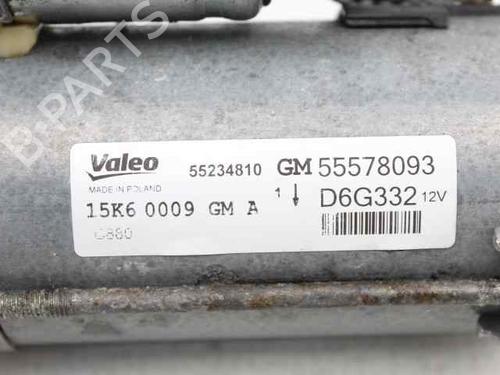 B-PARTS
Valeo 55234810 GM 55578093
MADE IN POLAND 1 D6G332 12V
15K6 0009 GM A
C880